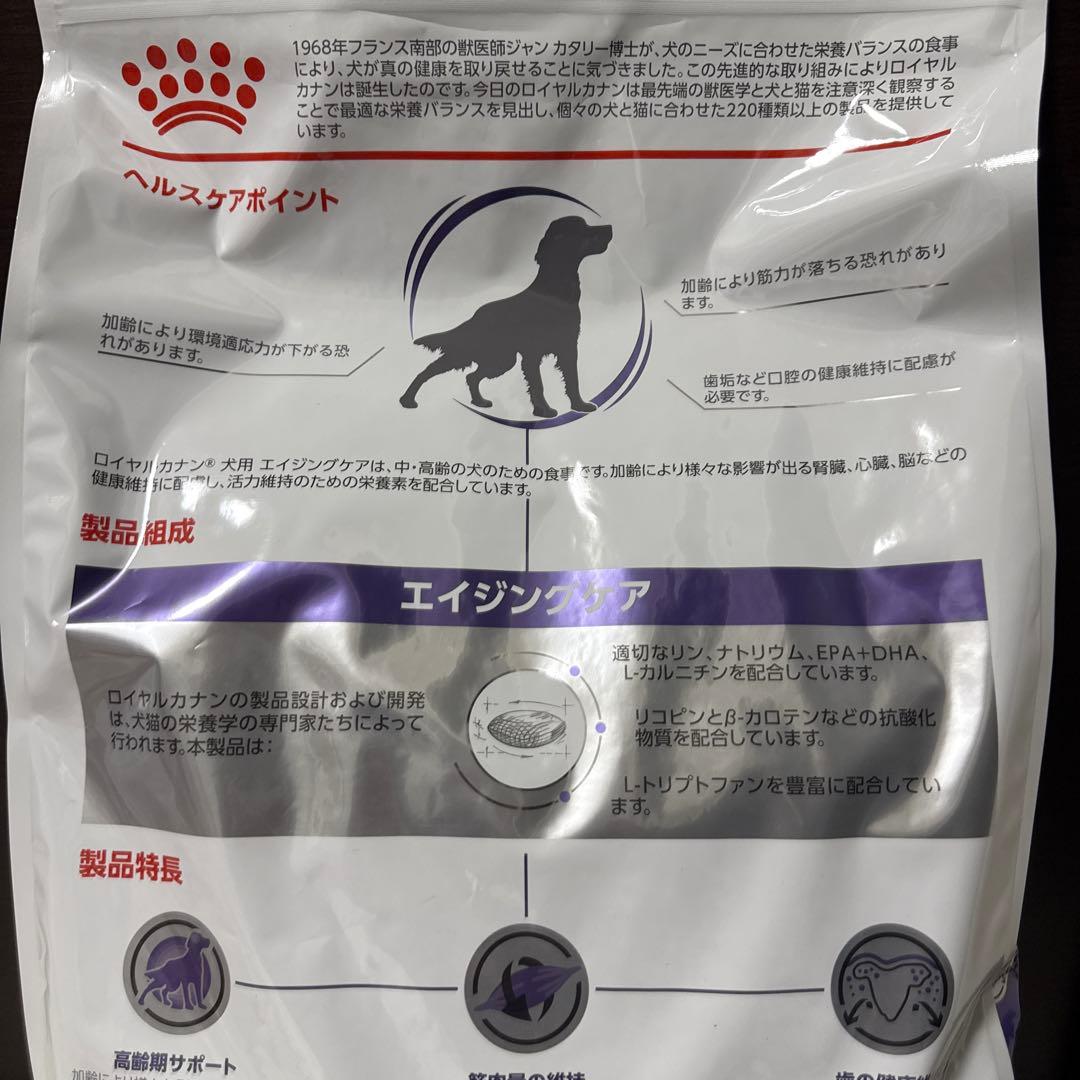 1968年フランス南部の獣医師ジャン カタリー博士が、犬のニーズに合わせた栄養バランスの食事
により、犬が真の健康を取り戻せることに気づきました。この先進的な取り組みによりロイヤル
カナンは誕生したのです。今日のロイヤルカナンは最先端の獣医学と犬と猫を注意深く観察する
ことで最適な栄養バランスを見出し、個々の犬と猫に合わせた220種類以上の製品を提供して
います。
ヘルスケアポイント
加齢により筋力が落ちる恐れがあり
ます。
加齢により環境適応力が下がる恐
れがあります。
歯垢など口腔の健康維持に配慮が
必要です。
ロイヤルカナン® 犬用 エイジングケアは、中・高齢の犬のための食事です。加齢により様々な影響が出る腎臓、心臓、脳などの
健康維持に配慮し、活力維持のための栄養素を配合しています。
製品組成
エイジングケア
ロイヤルカナンの製品設計および開発
は、犬猫の栄養学の専門家たちによって
行われます。本製品は：
適切なリン、ナトリウム、EPA+DHA、
L-カルニチンを配合しています。
リコピンとβ-カロテンなどの抗酸化
物質を配合しています。
L-トリプトファンを豊富に配合してい
ます。
製品特長
高齢期サポート
筋肉量の維持
歯の健康維